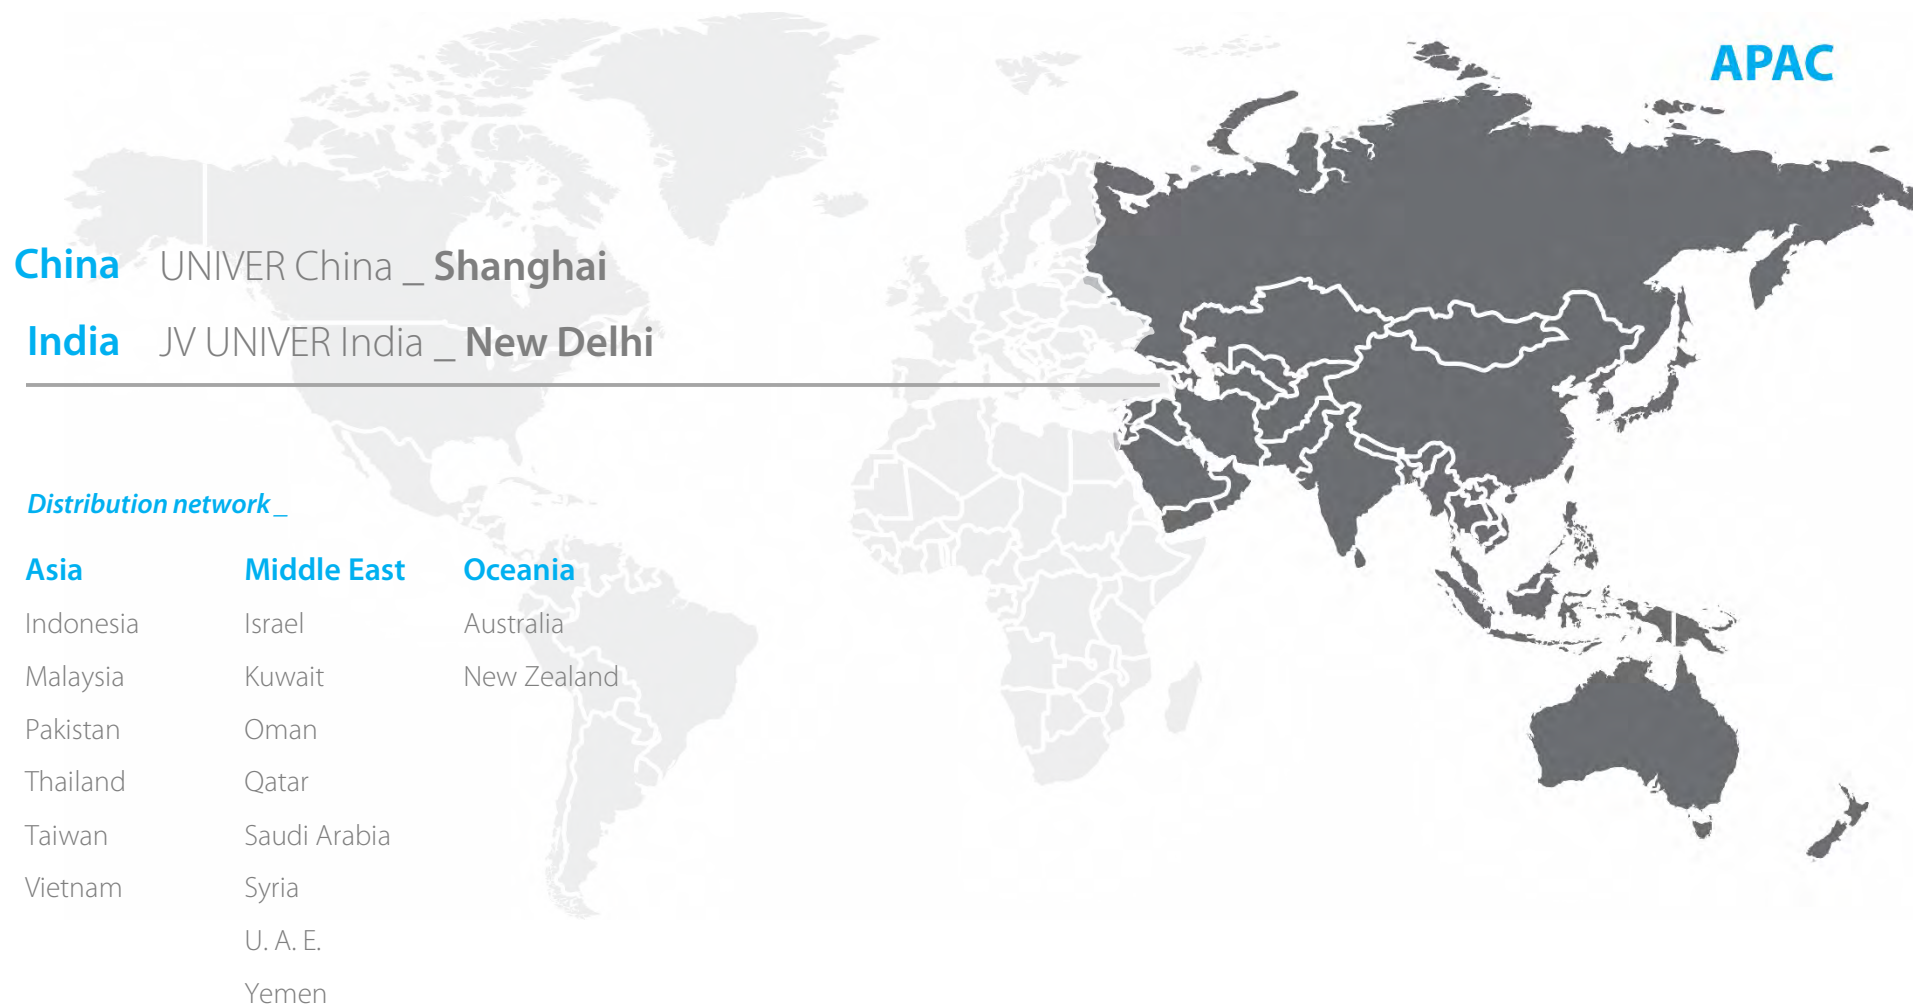 APAC
China UNIVER China _ Shanghai
India JV UNIVER India _ New Delhi
Distribution network _
Asia Middle East Oceania
Indonesia Israel Australia
Malaysia Kuwait New Zealand
Pakistan Oman
Thailand Qatar
Taiwan Saudi Arabia
Vietnam Syria
U. A. E.
Yemen